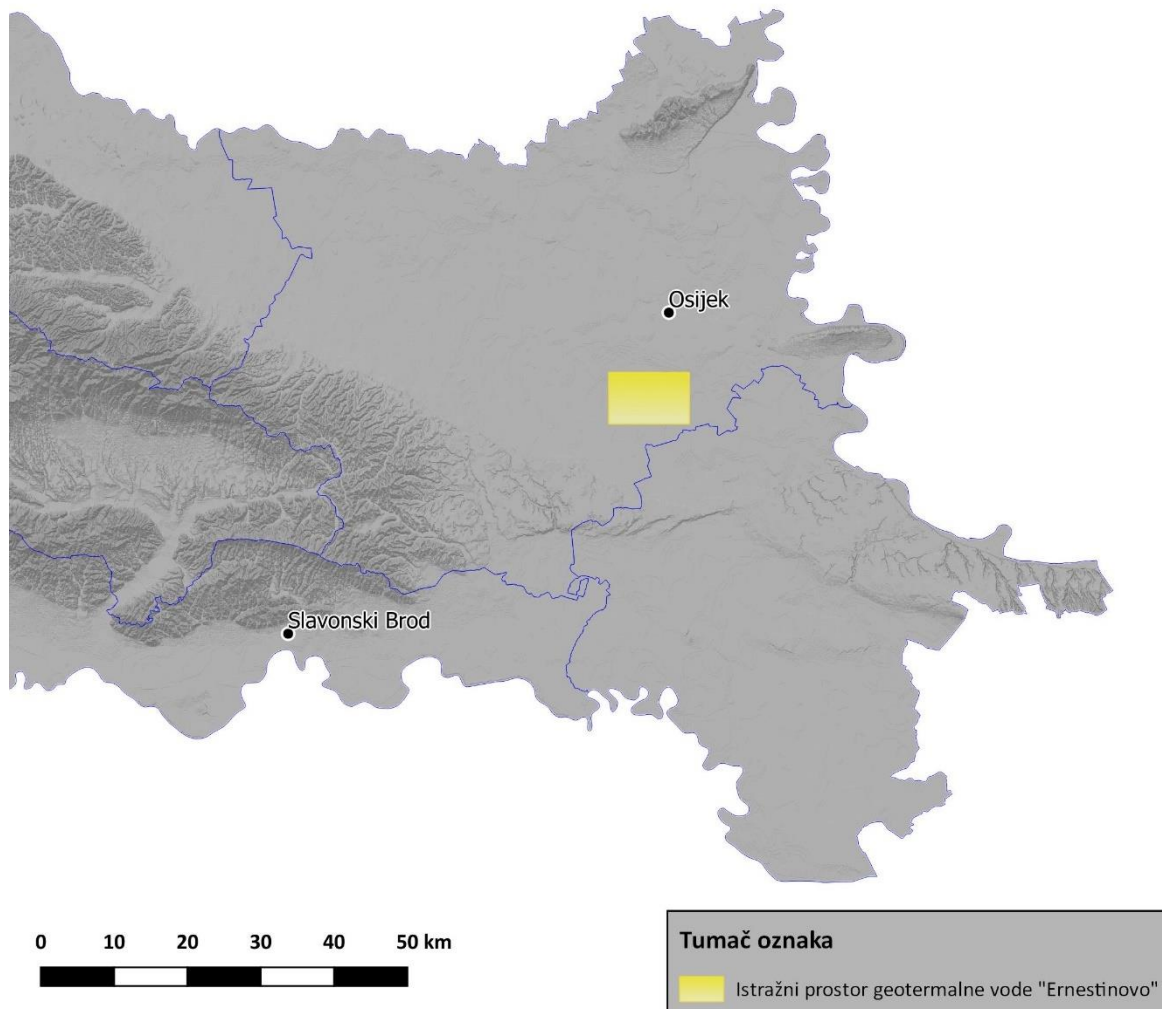 Osijek
Slavonski Brod
0 10 20 30 40 50 km
Tumač oznaka
Istražni prostor geotermalne vode "Ernestinovo"